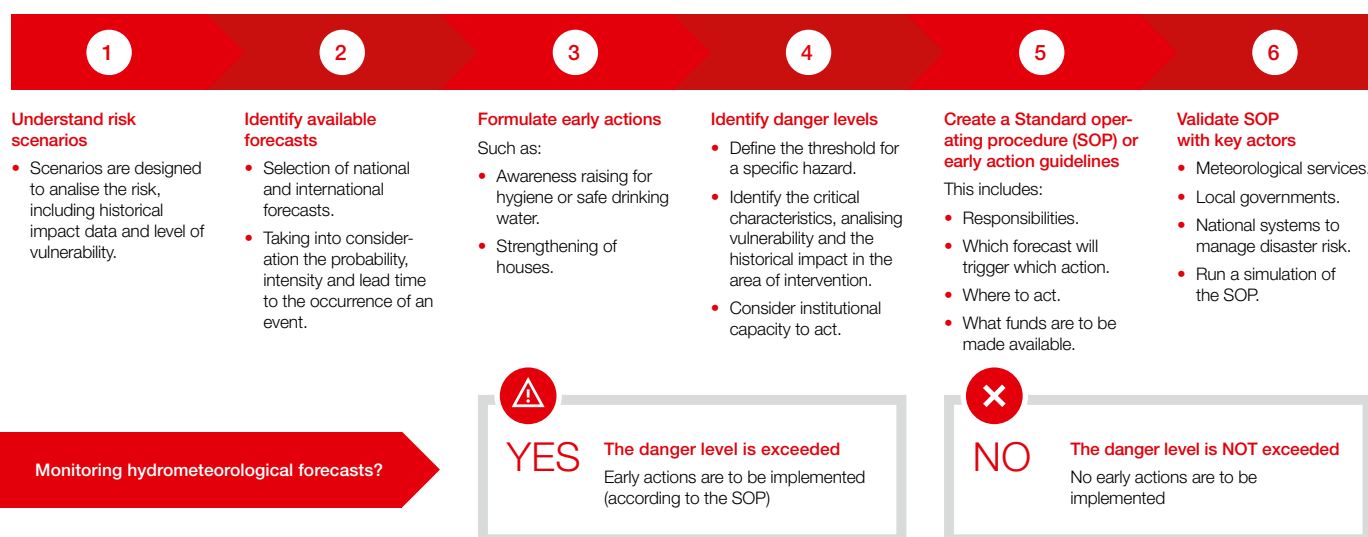 1
2
3
4
5
6
Understand risk
scenarios
• Scenarios are designed
to analise the risk,
including historical
impact data and level of
vulnerability.
Identify available
forecasts
• Selection of national
and international
forecasts.
• Taking into consider-
ation the probability,
intensity and lead time
to the occurrence of an
event.
Formulate early actions
Such as:
• Awareness raising for
hygiene or safe drinking
water.
• Strengthening of
houses.
Identify danger levels
• Define the threshold for
a specific hazard.
• Identify the critical
characteristics, analising
vulnerability and the
historical impact in the
area of intervention.
• Consider institutional
capacity to act.
Create a Standard oper-
ating procedure (SOP) or
early action guidelines
This includes:
• Responsibilities.
• Which forecast will
trigger which action.
• Where to act.
• What funds are to be
made available.
Validate SOP
with key actors
• Meteorological services.
• Local governments.
• National systems to
manage disaster risk.
• Run a simulation of
the SOP.
Monitoring hydrometeorological forecasts?
YES
The danger level is exceeded
Early actions are to be implemented
(according to the SOP)
NO
The danger level is NOT exceeded
No early actions are to be
implemented